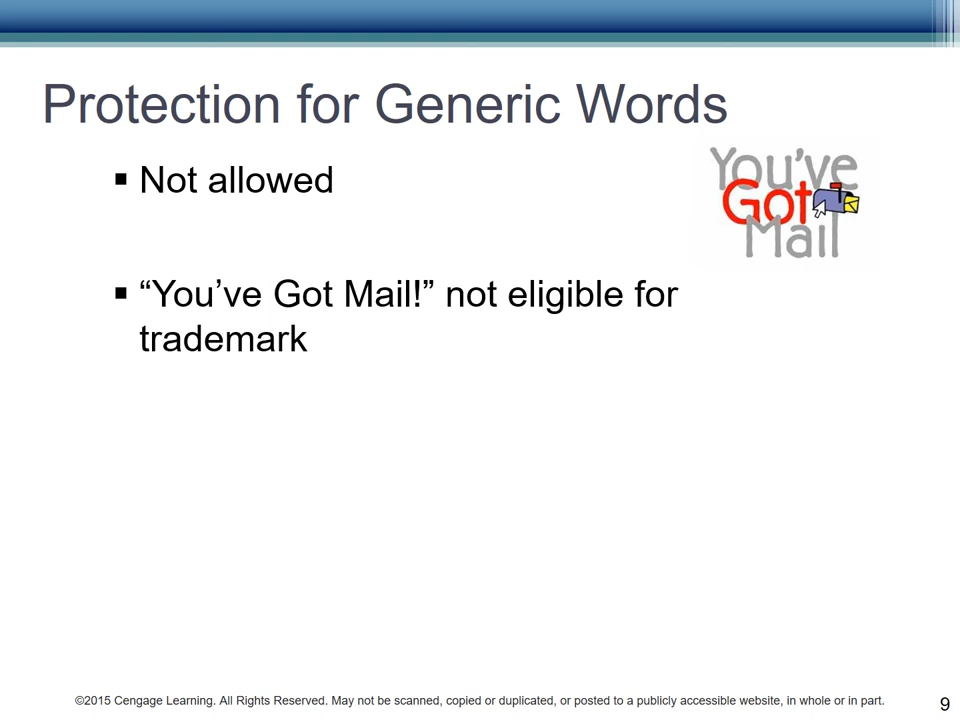 Protection for Generic Words
▪ Not allowed
You've
Got
Mail
▪ “You’ve Got Mail!” not eligible for
trademark
©2015 Cengage Learning. All Rights Reserved. May not be scanned, copied or duplicated, or posted to a publicly accessible website, in whole or in part.
9